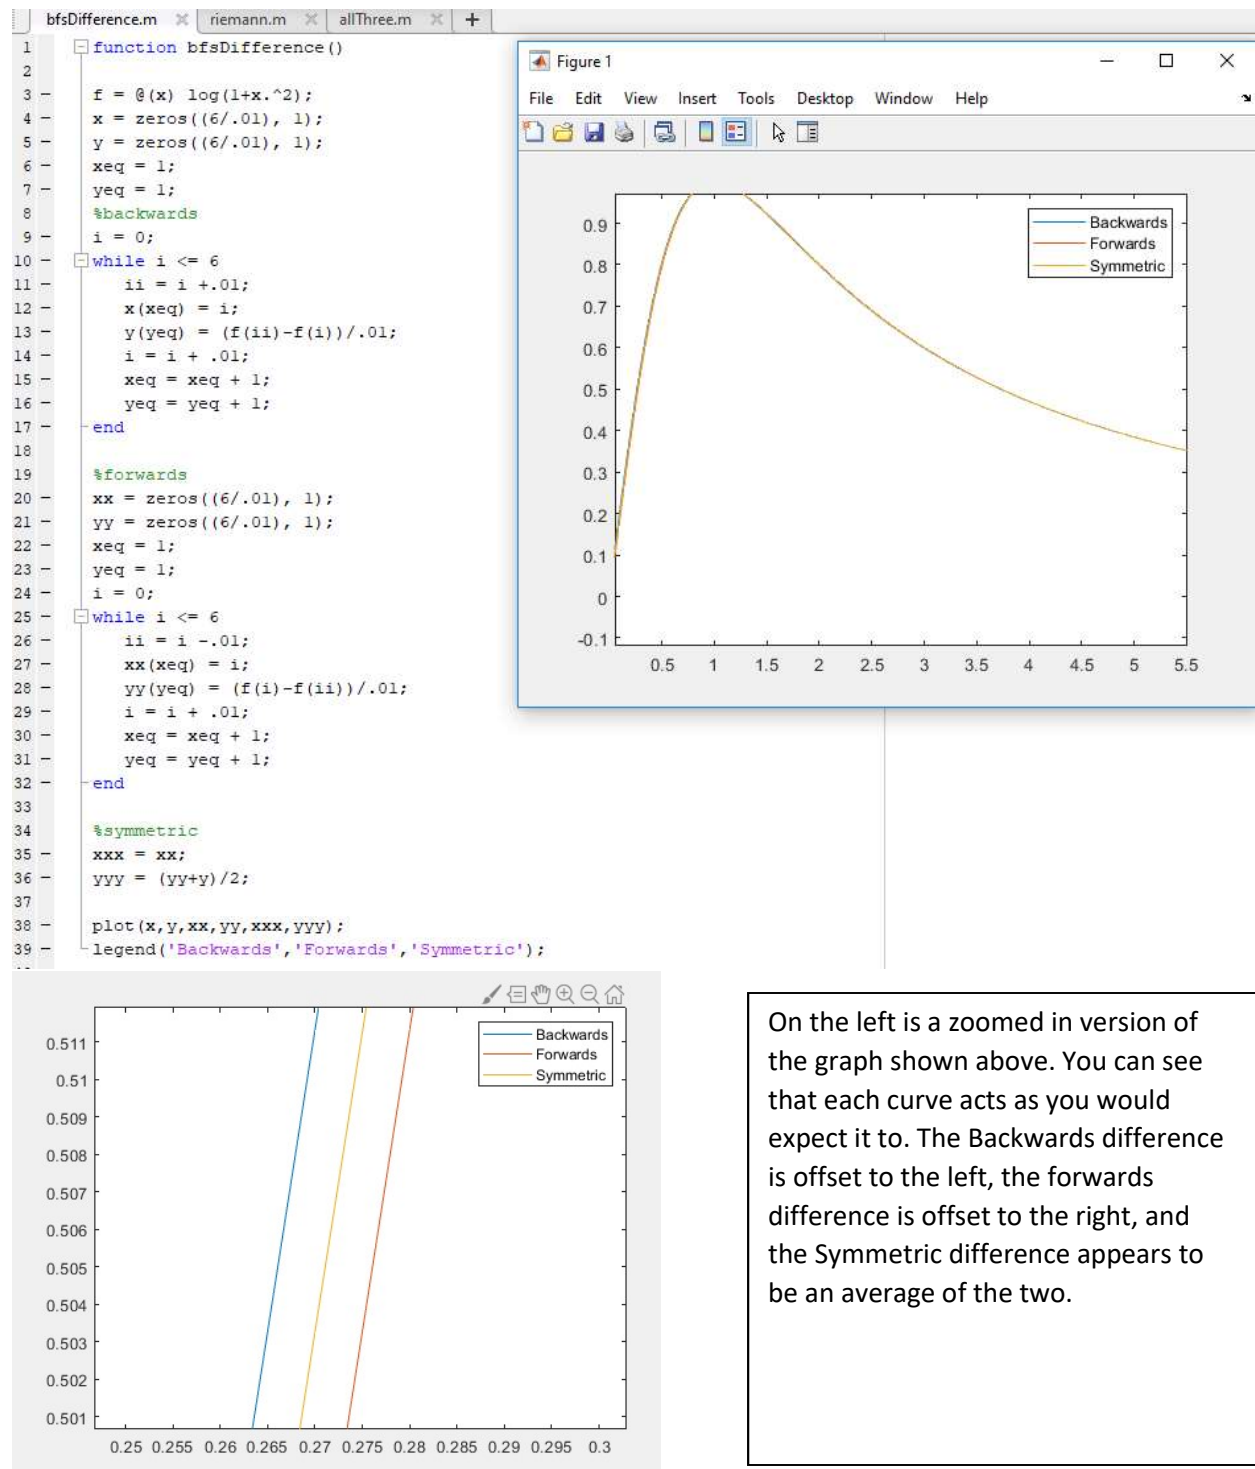 bfsDifference.m riemann.m allThree.m +
1 function bfsDifference()
2
3 - f = @(x) log(1+x.^2);
4 - x = zeros((6/.01), 1);
5 - y = zeros((6/.01), 1);
6 - xeq = 1;
7 - yeq = 1;
8 %backwards
9 - i = 0;
10 - while i <= 6
11 - ii = i +.01;
12 - x(xeq) = i;
13 - y(yeq) = (f(ii)-f(i))/.01;
14 - i = i + .01;
15 - xeq = xeq + 1;
16 - yeq = yeq + 1;
17 - end
18
19 %forwards
20 - xx = zeros((6/.01), 1);
21 - yy = zeros((6/.01), 1);
22 - xeq = 1;
23 - yeq = 1;
24 - i = 0;
25 - while i <= 6
26 - ii = i -.01;
27 - xx(xeq) = i;
28 - yy(yeq) = (f(i)-f(ii))/.01;
29 - i = i + .01;
30 - xeq = xeq + 1;
31 - yeq = yeq + 1;
32 - end
33
34 %symmetric
35 - xxx = xx;
36 - yyy = (yy+y)/2;
37
38 - plot(x,y,xx,yy,xxx,yyy);
39 - legend('Backwards','Forwards','Symmetric');
Figure 1
File Edit View Insert Tools Desktop Window Help
0.9
0.8
0.7
0.6
0.5
0.4
0.3
0.2
0.1
0
-0.1
0.5 1 1.5 2 2.5 3 3.5 4 4.5 5 5.5
Backwards
Forwards
Symmetric
0.511
0.51
0.509
0.508
0.507
0.506
0.505
0.504
0.503
0.502
0.501
0.25 0.255 0.26 0.265 0.27 0.275 0.28 0.285 0.29 0.295 0.3
Backwards
Forwards
Symmetric
On the left is a zoomed in version of
the graph shown above. You can see
that each curve acts as you would
expect it to. The Backwards difference
is offset to the left, the forwards
difference is offset to the right, and
the Symmetric difference appears to
be an average of the two.